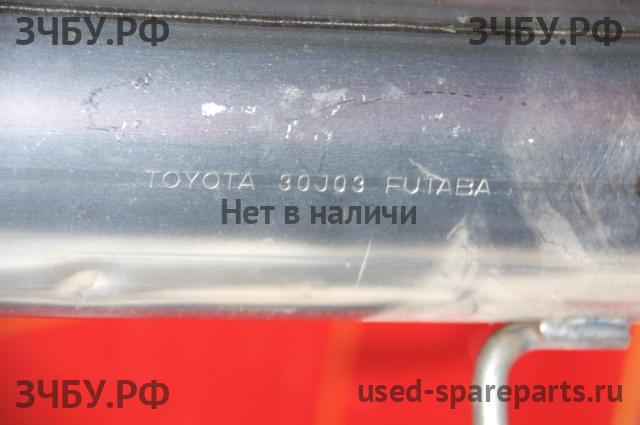 ЗЧБУ.РФ ЗЧБУ.РФ
TOYOTA 30J03 FUTABA
Нет в наличи
ЗЧБУ.РФ used-spareparts.ru